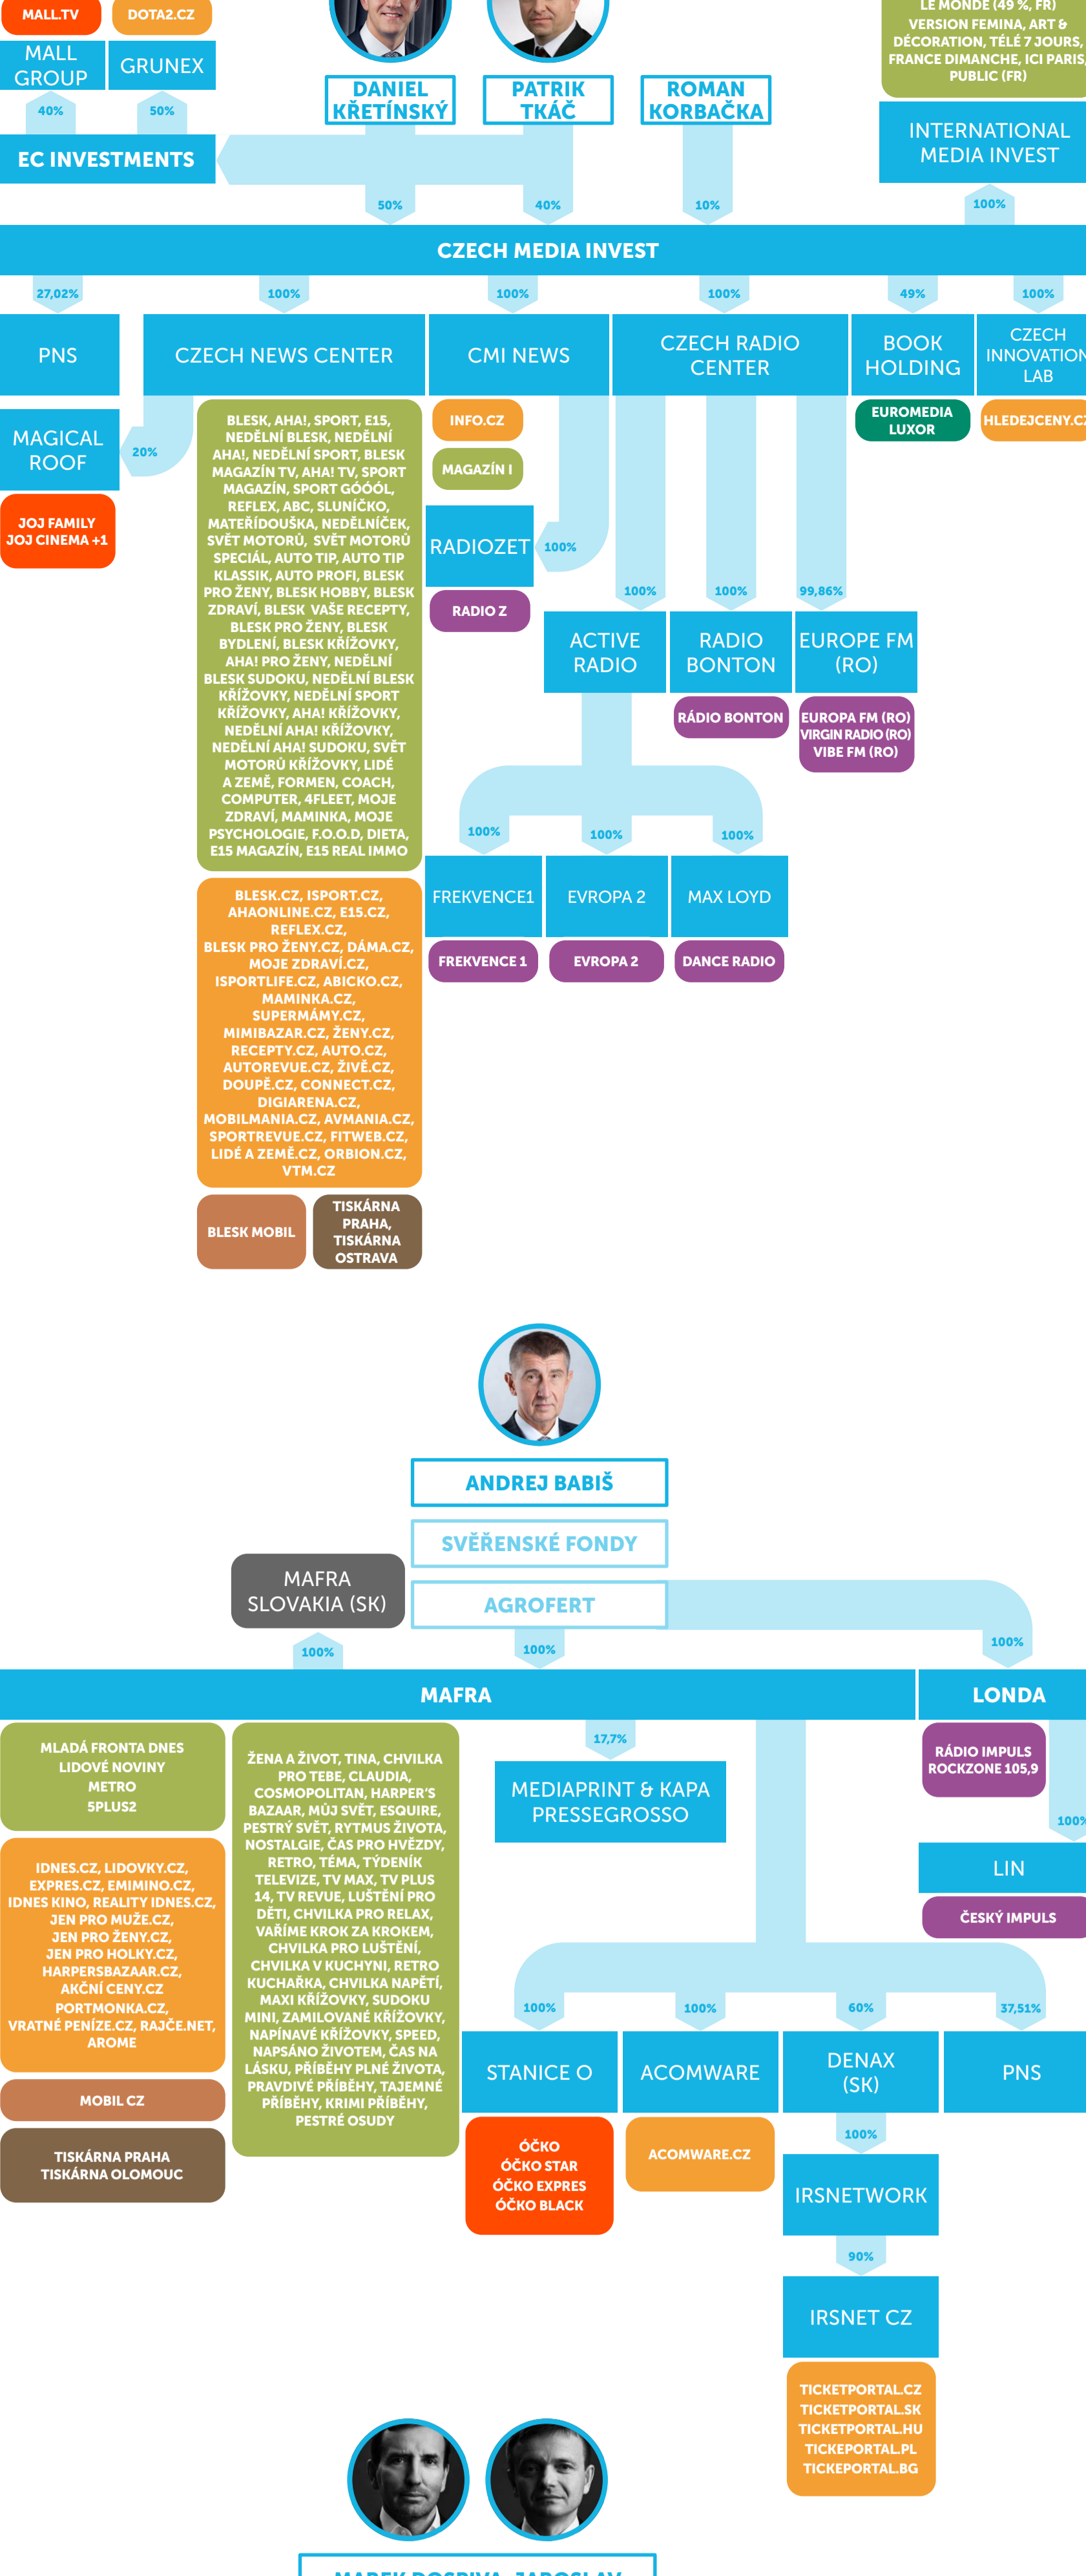 MALL.TV
DOTA2.CZ
MALL
GROUP
GRUNEX
40%
50%
EC INVESTMENTS
DANIEL
KŘETÍNSKÝ
PATRIK
TKÁČ
ROMAN
KORBAČKA
LE MONDE (49 %, FR)
VERSION FEMINA, ART &
DÉCORATION, TÉLÉ 7 JOURS,
FRANCE DIMANCHE, ICI PARIS,
PUBLIC (FR)
INTERNATIONAL
MEDIA INVEST
100%
50%
40%
10%
CZECH MEDIA INVEST
27,02%
100%
100%
100%
49%
100%
PNS
CZECH NEWS CENTER
CMI NEWS
CZECH RADIO
CENTER
BOOK
HOLDING
CZECH
INNOVATION
LAB
MAGICAL
ROOF
20%
JOJ FAMILY
JOJ CINEMA +1
BLESK, AHA!, SPORT, E15,
NEDĚLNÍ BLESK, NEDĚLNÍ
AHA!, NEDĚLNÍ SPORT, BLESK
MAGAZÍN TV, AHA! TV, SPORT
MAGAZÍN, SPORT GÓÓÓL,
REFLEX, ABC, SLUNÍČKO,
MATEŘÍDOUŠKA, NEDĚLNÍČEK,
SVĚT MOTORŮ, SVĚT MOTORŮ
SPECIÁL, AUTO TIP, AUTO TIP
KLASSIK, AUTO PROFI, BLESK
PRO ŽENY, BLESK HOBBY, BLESK
ZDRAVÍ, BLESK VAŠE RECEPTY,
BLESK PRO ŽENY, BLESK
BYDLENÍ, BLESK KŘÍŽOVKY,
AHA! PRO ŽENY, NEDĚLNÍ
BLESK SUDOKU, NEDĚLNÍ BLESK
KŘÍŽOVKY, NEDĚLNÍ SPORT
KŘÍŽOVKY, AHA! KŘÍŽOVKY,
NEDĚLNÍ AHA! KŘÍŽOVKY,
NEDĚLNÍ AHA! SUDOKU, SVĚT
MOTORŮ KŘÍŽOVKY, LIDÉ
A ZEMĚ, FORMEN, COACH,
COMPUTER, 4FLEET, MOJE
ZDRAVÍ, MAMINKA, MOJE
PSYCHOLOGIE, F.O.O.D, DIETA,
E15 MAGAZÍN, E15 REAL IMMO
INFO.CZ
MAGAZÍN I
RADIOZET
100%
RADIO Z
EUROMEDIA
LUXOR
HLEDEJCENY.CZ
100%
100%
99,86%
ACTIVE
RADIO
RADIO
BONTON
EUROPE FM
(RO)
RÁDIO BONTON
EUROPA FM (RO)
VIRGIN RADIO (RO)
VIBE FM (RO)
100%
100%
100%
FREKVENCE1
EVROPA 2
MAX LOYD
FREKVENCE 1
EVROPA 2
DANCE RADIO
BLESK.CZ, ISPORT.CZ,
AHAONLINE.CZ, E15.CZ,
REFLEX.CZ,
BLESK PRO ŽENY.CZ, DÁMA.CZ,
MOJE ZDRAVÍ.CZ,
ISPORTLIFE.CZ, ABICKO.CZ,
MAMINKA.CZ,
SUPERMÁMY.CZ,
MIMIBAZAR.CZ, ŽENY.CZ,
RECEPTY.CZ, AUTO.CZ,
AUTOREVUE.CZ, ŽIVĚ.CZ,
DOUPĚ.CZ, CONNECT.CZ,
DIGIARENA.CZ,
MOBILMANIA.CZ, AVMANIA.CZ,
SPORTREVUE.CZ, FITWEB.CZ,
LIDÉ A ZEMĚ.CZ, ORBION.CZ,
VTM.CZ
BLESK MOBIL
TISKÁRNA
PRAHA,
TISKÁRNA
OSTRAVA
ANDREJ BABIŠ
SVĚŘENSKÉ FONDY
AGROFERT
MAFRA
SLOVAKIA (SK)
100%
100%
100%
MAFRA
LONDA
MLADÁ FRONTA DNES
LIDOVÉ NOVINY
METRO
5PLUS2
IDNES.CZ, LIDOVKY.CZ,
EXPRES.CZ, EMIMINO.CZ,
IDNES KINO, REALITY IDNES.CZ,
JEN PRO MUŽE.CZ,
JEN PRO ŽENY.CZ,
JEN PRO HOLKY.CZ,
HARPERSBAZAAR.CZ,
AKČNÍ CENY.CZ
PORTMONKA.CZ,
VRATNÉ PENÍZE.CZ, RAJČE.NET,
AROME
MOBIL CZ
TISKÁRNA PRAHA
TISKÁRNA OLOMOUC
ŽENA A ŽIVOT, TINA, CHVILKA
PRO TEBE, CLAUDIA,
COSMOPOLITAN, HARPER'S
BAZAAR, MŮJ SVĚT, ESQUIRE,
PESTRÝ SVĚT, RYTMUS ŽIVOTA,
NOSTALGIE, ČAS PRO HVĚZDY,
RETRO, TÉMA, TÝDENÍK
TELEVIZE, TV MAX, TV PLUS
14, TV REVUE, LUŠTĚNÍ PRO
DĚTI, CHVILKA PRO RELAX,
VAŘÍME KROK ZA KROKEM,
CHVILKA PRO LUŠTĚNÍ,
CHVILKA V KUCHYNI, RETRO
KUCHAŘKA, CHVILKA NAPĚTÍ,
MAXI KŘÍŽOVKY, SUDOKU
MINI, ZAMILOVANÉ KŘÍŽOVKY,
NAPÍNAVÉ KŘÍŽOVKY, SPEED,
NAPSÁNO ŽIVOTEM, ČAS NA
LÁSKU, PŘÍBĚHY PLNÉ ŽIVOTA,
PRAVDIVÉ PŘÍBĚHY, TAJEMNÉ
PŘÍBĚHY, KRIMI PŘÍBĚHY,
PESTRÉ OSUDY
17,7%
MEDIAPRINT & KAPA
PRESSEGROSSO
RÁDIO IMPULS
ROCKZONE 105,9
100%
LIN
ČESKÝ IMPULS
100%
100%
60%
37,51%
STANICE O
ACOMWARE
DENAX
(SK)
PNS
ÓČKO
ÓČKO STAR
ÓČKO EXPRES
ÓČKO BLACK
ACOMWARE.CZ
100%
IRSNETWORK
90%
IRSNET CZ
TICKETPORTAL.CZ
TICKETPORTAL.SK
TICKETPORTAL.HU
TICKEPORTAL.PL
TICKEPORTAL.BG
MAREK DOSPIVA, JAROSLAV